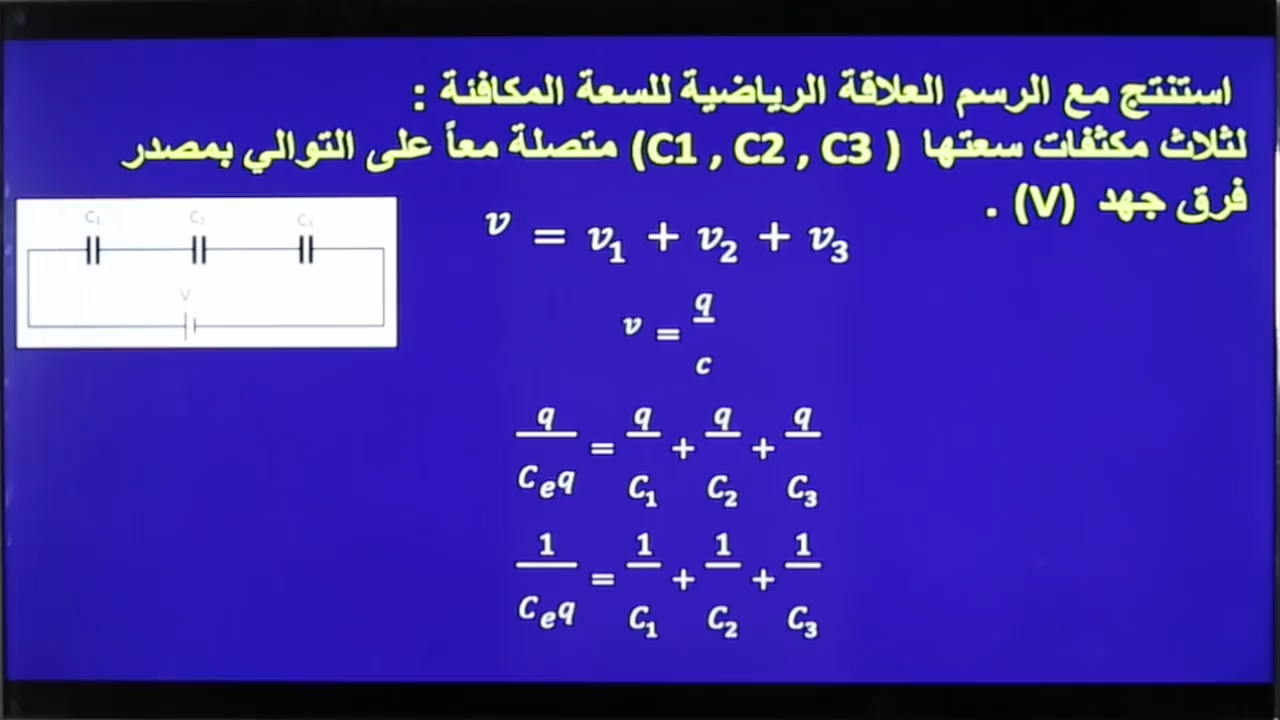 استنتج مع الرسم العلاقة الرياضية للسعة المكافئة :
لثلاث مكثفات سعتها ( C1 , C2 , C3) متصلة معاً على التوالي بمصدر
فرق جهد (V) .
C₁ C₂ C₃
V
v = v₁ + v₂ + v₃
v = q/c
q/Ceq = q/C₁ + q/C₂ + q/C₃
1/Ceq = 1/C₁ + 1/C₂ + 1/C₃